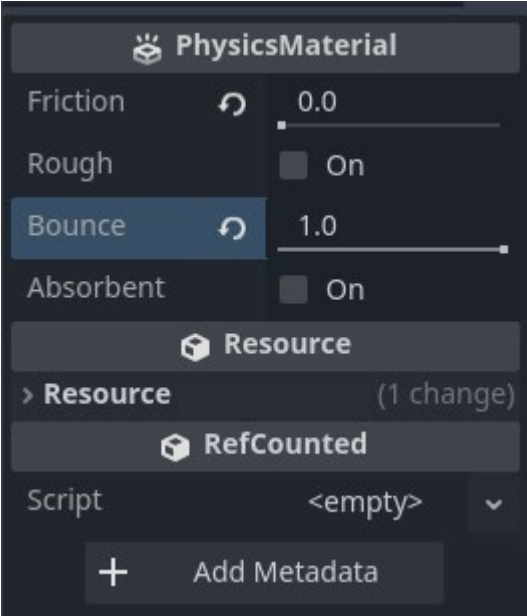 PhysicsMaterial
Friction 0.0
Rough On
Bounce 1.0
Absorbent On
Resource
Resource (1 change)
RefCounted
Script <empty>
Add Metadata